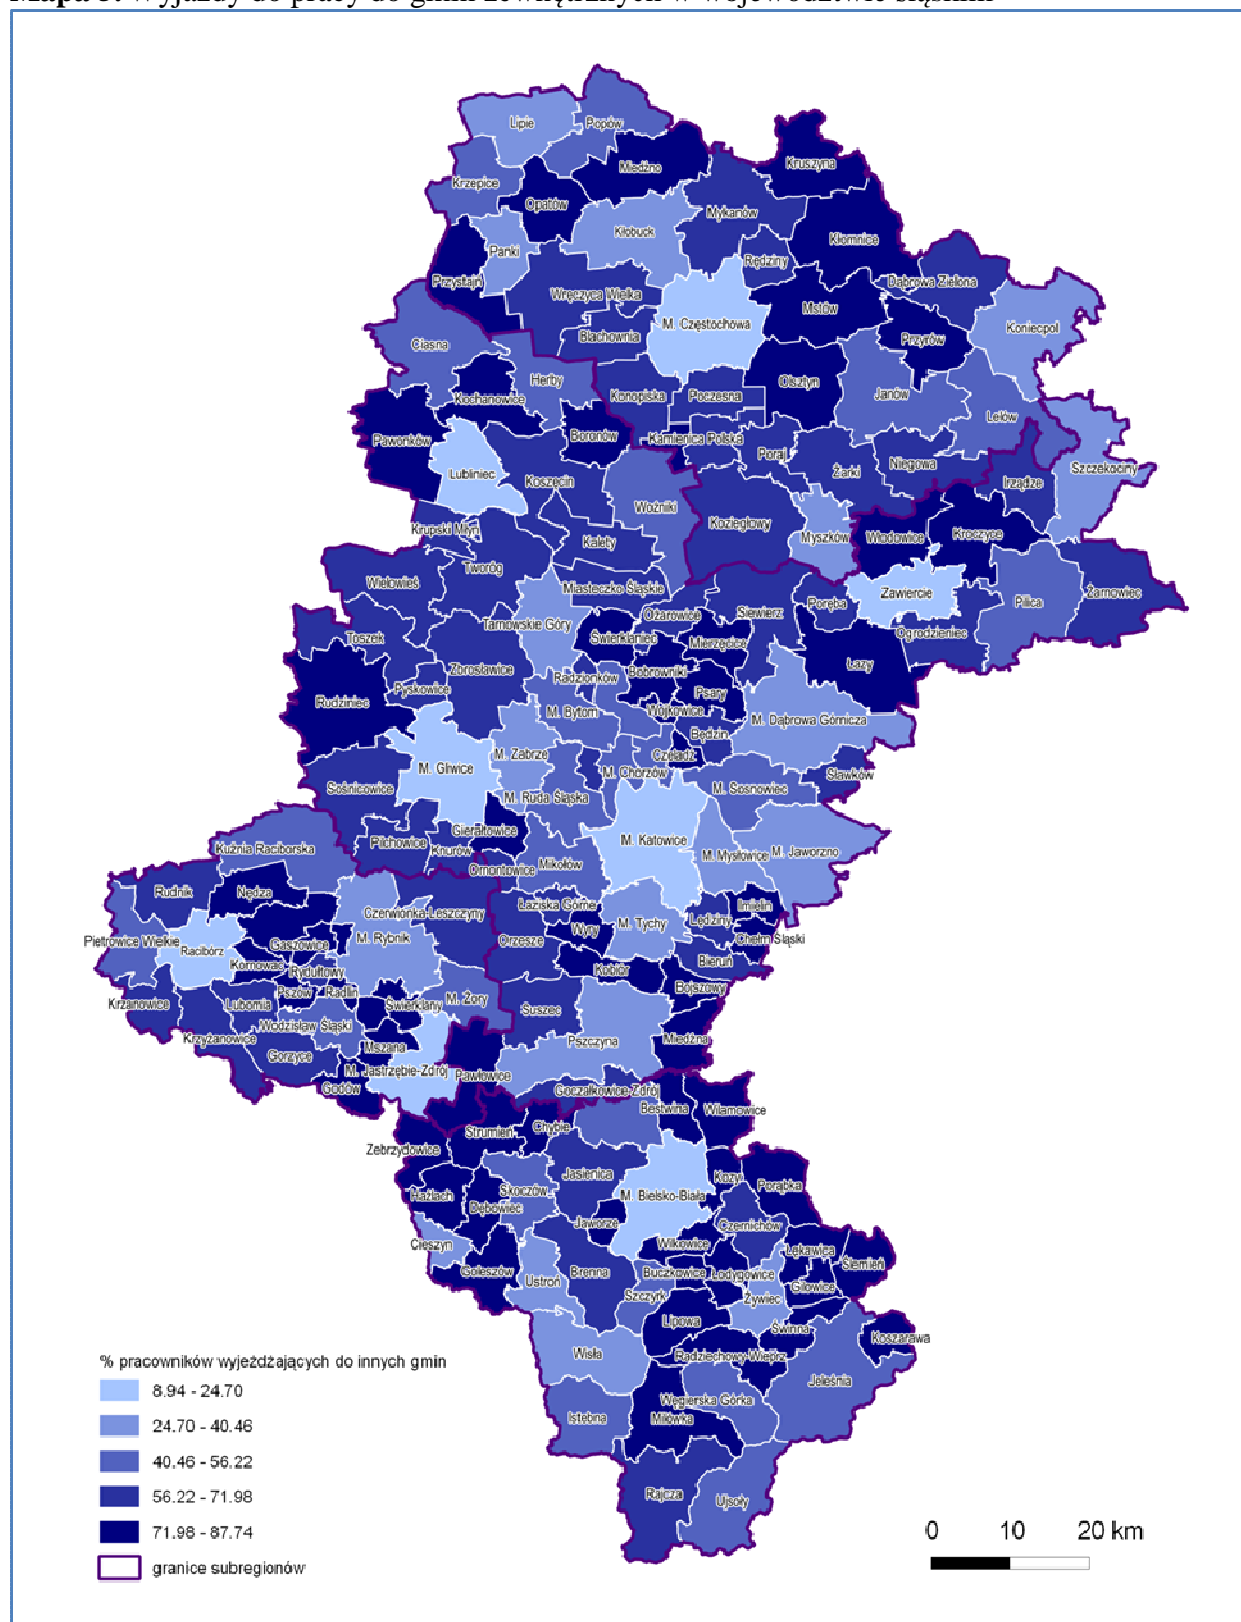 Mapa 3. Wyjazdy do pracy do gmin zewnętrznych w województwie śląskim
Lipie
Popów
Miedźno
Kruszyna
Krzepice
Opatów
Mykanów
Kłobuck
Panki
Kłomnice
Rędziny
Przystajń
Dąbrowa Zielona
Wręczyca Wielka
Mstów
M. Częstochowa
Koniecpol
Blachownia
Przyrów
Ciasna
Herby
Olsztyn
Janów
Kochanowice
Konopiska
Poczesna
Lelów
Pawonków
Boronów
Kamienica Polska
Poraj
Żarki
Niegowa
Szczekociny
Lubliniec
Koszęcin
Irządze
Woźniki
Koziegłowy
Krupski Młyn
Myszków
Włodowice
Kroczyce
Kalety
Tworóg
Wielowieś
Miasteczko Śląskie
Zawiercie
Żarnowiec
Poręba
Pilica
Ożarowice
Siewierz
Tarnowskie Góry
Toszek
Świerklaniec
Mierzęcice
Ogrodzieniec
Zbrosławice
Łazy
Radzionków
Bobrowniki
Pyskowice
Psary
Rudziniec
M. Bytom
Wojkowice
M. Dąbrowa Górnicza
Będzin
M. Zabrze
Czeladź
M. Gliwice
M. Chorzów
Sławków
Sośnicowice
M. Sosnowiec
M. Ruda Śląska
Gierałtowice
M. Katowice
Pilchowice
Kuźnia Raciborska
Knurów
M. Mysłowice
M. Jaworzno
Ornontowice
Mikołów
Rudnik
Nędza
Łaziska Górne
Imielin
Czerwionka-Leszczyny
M. Tychy
Lędziny
Wyry
Pietrowice Wielkie
Racibórz
Gaszowice
M. Rybnik
Orzesze
Chełm Śląski
Kornowac
Rydułtowy
Kobiór
Bieruń
Pszów
Radlin
Bojszowy
Krzanowice
Lubomia
Świerklany
M. Żory
Suszec
Wodzisław Śląski
Krzyżanowice
Gorzyce
Mszana
Pszczyna
Miedźna
M. Jastrzębie-Zdrój
Pawłowice
Godów
Goczałkowice-Zdrój
Bestwina
Wilamowice
Strumień
Chybie
Zebrzydowice
Jasienica
Kozy
Porąbka
Hażlach
Skoczów
M. Bielsko-Biała
Dębowiec
Jaworze
Czernichów
Cieszyn
Wilkowice
Łękawica
Ślemień
Goleszów
Ustroń
Brenna
Buczkowice
Łodygowice
Gilowice
Szczyrk
Żywiec
Lipowa
Świnna
Koszarawa
Wisła
Radziechowy-Wieprz
Jeleśnia
Węgierska Górka
Istebna
Milówka
Rajcza
Ujsoły
% pracowników wyjeżdżających do innych gmin
8.94 - 24.70
24.70 - 40.46
40.46 - 56.22
56.22 - 71.98
71.98 - 87.74
granice subregionów
0 10 20 km